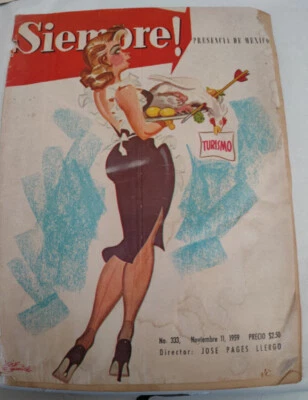 ¡Siempre!
PRESENCIA DE MEXICO
TURISMO
No. 333, Noviembre 11, 1959 PRECIO $2.50
Director: JOSE PAGES LLERGO